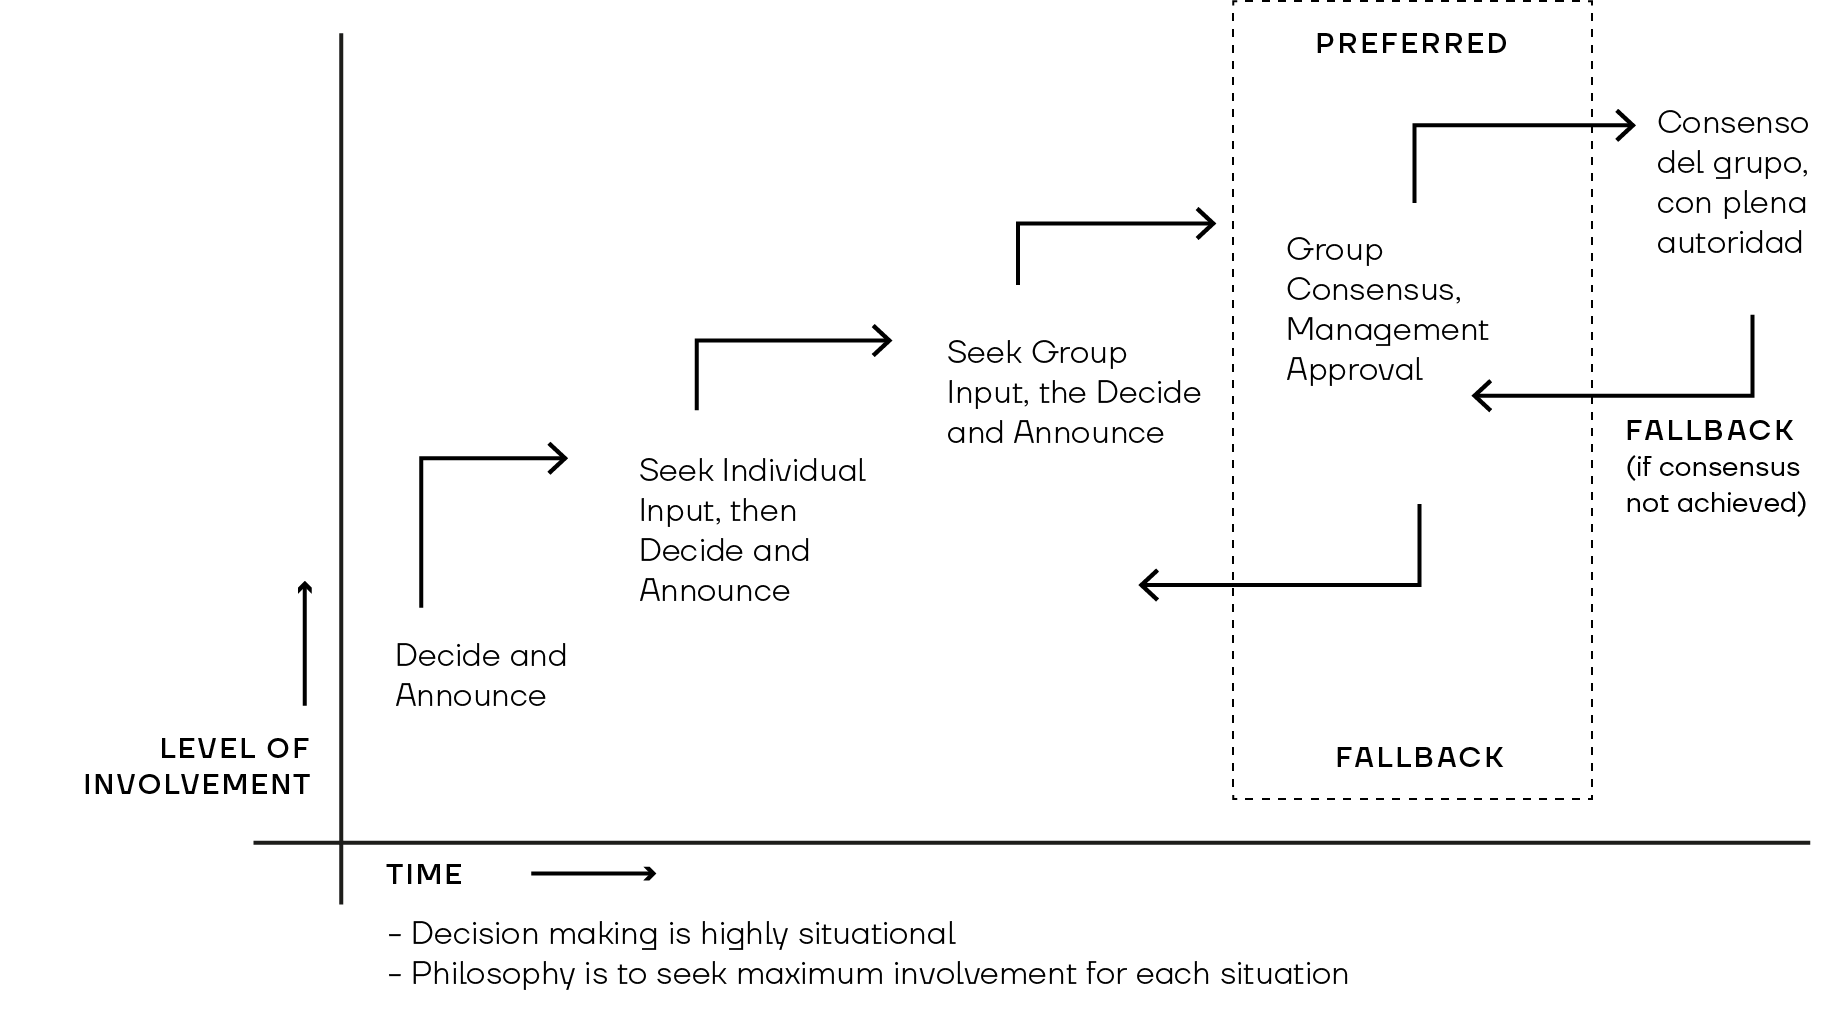 PREFERRED
Consenso
del grupo,
con plena
autoridad
Group
Consensus,
Management
Approval
Seek Group
Input, the Decide
and Announce
FALLBACK
(if consensus
not achieved)
Seek Individual
Input, then
Decide and
Announce
Decide and
Announce
LEVEL OF
INVOLVEMENT
FALLBACK
TIME
- Decision making is highly situational
- Philosophy is to seek maximum involvement for each situation